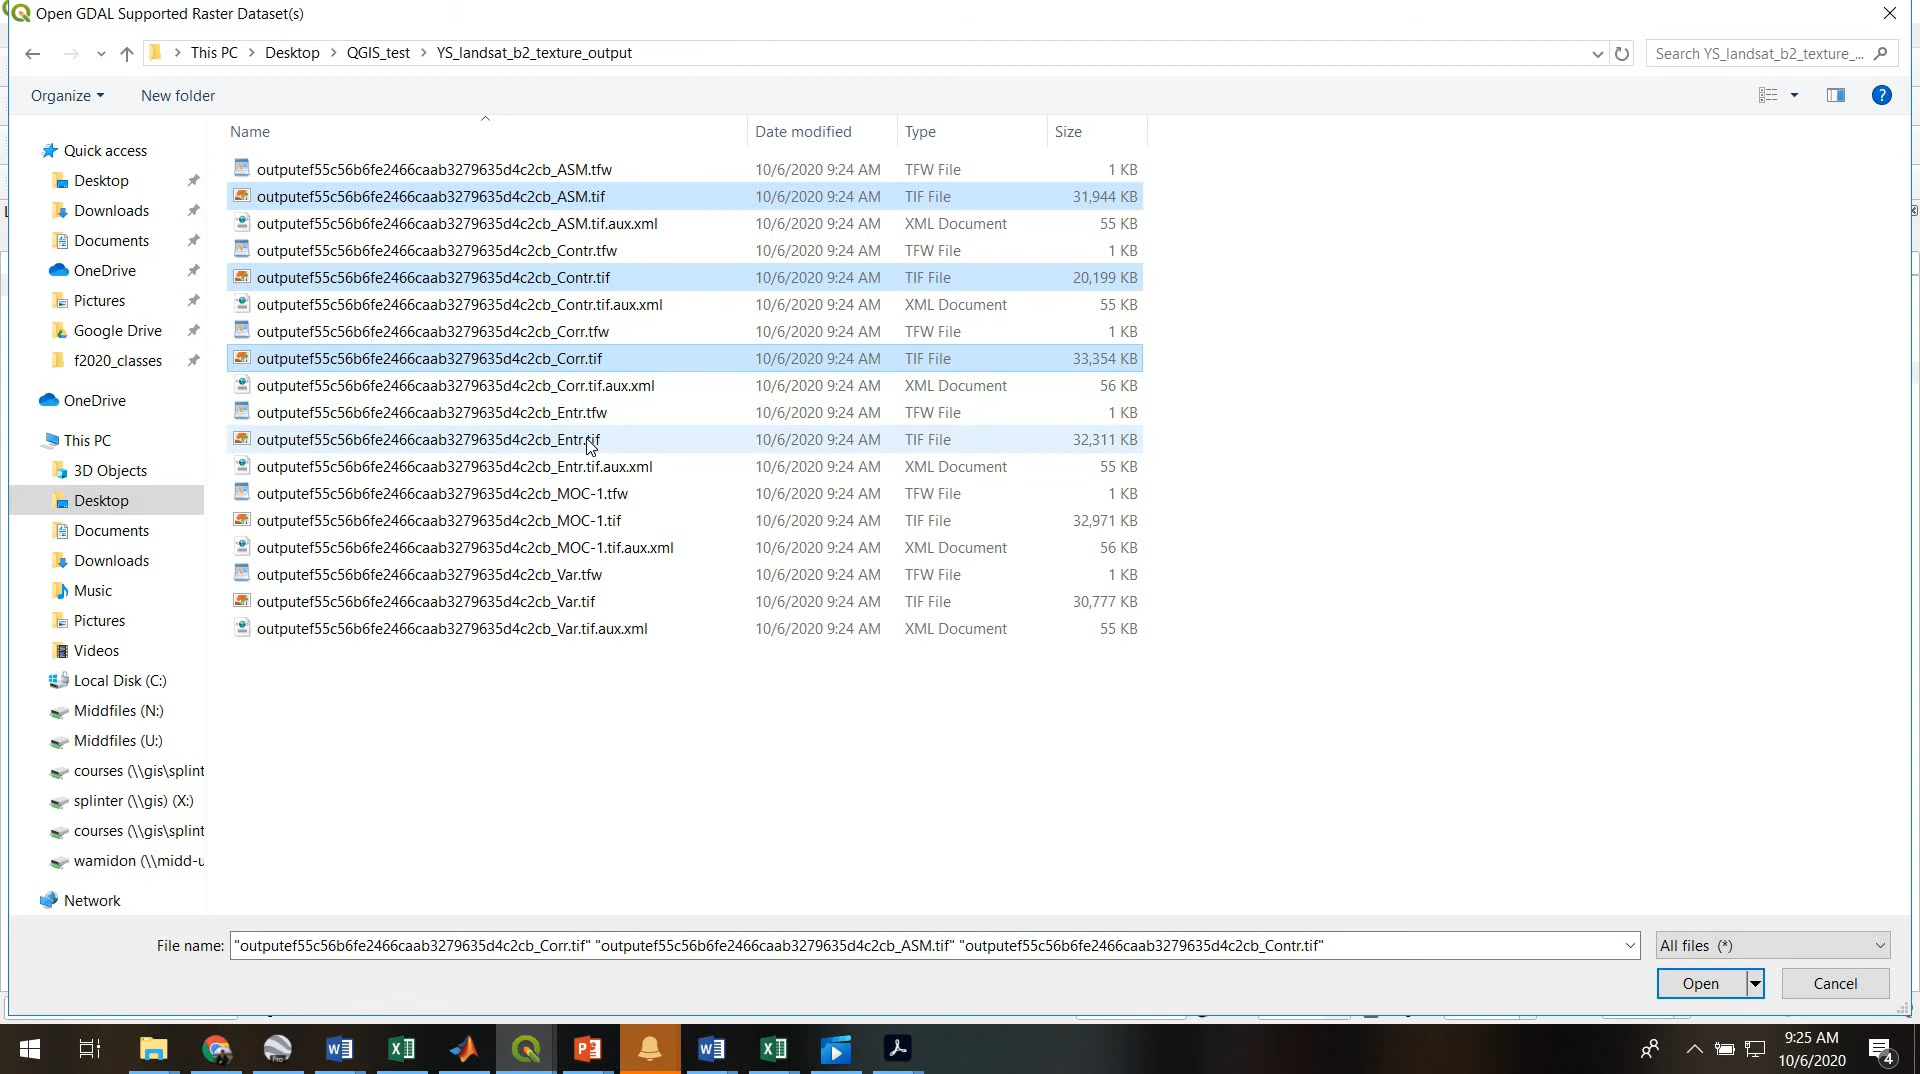 Open GDAL Supported Raster Dataset(s)
This PC > Desktop > QGIS_test > YS_landsat_b2_texture_output
Search YS_landsat_b2_texture_...
Organize
New folder
?
Name Date modified Type Size
outputef55c56b6fe2466caab3279635d4c2cb_ASM.tfw 10/6/2020 9:24 AM TFW File 1 KB
outputef55c56b6fe2466caab3279635d4c2cb_ASM.tif 10/6/2020 9:24 AM TIF File 31,944 KB
outputef55c56b6fe2466caab3279635d4c2cb_ASM.tif.aux.xml 10/6/2020 9:24 AM XML Document 55 KB
outputef55c56b6fe2466caab3279635d4c2cb_Contr.tfw 10/6/2020 9:24 AM TFW File 1 KB
outputef55c56b6fe2466caab3279635d4c2cb_Contr.tif 10/6/2020 9:24 AM TIF File 20,199 KB
outputef55c56b6fe2466caab3279635d4c2cb_Contr.tif.aux.xml 10/6/2020 9:24 AM XML Document 55 KB
outputef55c56b6fe2466caab3279635d4c2cb_Corr.tfw 10/6/2020 9:24 AM TFW File 1 KB
outputef55c56b6fe2466caab3279635d4c2cb_Corr.tif 10/6/2020 9:24 AM TIF File 33,354 KB
outputef55c56b6fe2466caab3279635d4c2cb_Corr.tif.aux.xml 10/6/2020 9:24 AM XML Document 56 KB
outputef55c56b6fe2466caab3279635d4c2cb_Entr.tfw 10/6/2020 9:24 AM TFW File 1 KB
outputef55c56b6fe2466caab3279635d4c2cb_Entr.tif 10/6/2020 9:24 AM TIF File 32,311 KB
outputef55c56b6fe2466caab3279635d4c2cb_Entr.tif.aux.xml 10/6/2020 9:24 AM XML Document 55 KB
outputef55c56b6fe2466caab3279635d4c2cb_MOC-1.tfw 10/6/2020 9:24 AM TFW File 1 KB
outputef55c56b6fe2466caab3279635d4c2cb_MOC-1.tif 10/6/2020 9:24 AM TIF File 32,971 KB
outputef55c56b6fe2466caab3279635d4c2cb_MOC-1.tif.aux.xml 10/6/2020 9:24 AM XML Document 56 KB
outputef55c56b6fe2466caab3279635d4c2cb_Var.tfw 10/6/2020 9:24 AM TFW File 1 KB
outputef55c56b6fe2466caab3279635d4c2cb_Var.tif 10/6/2020 9:24 AM TIF File 30,777 KB
outputef55c56b6fe2466caab3279635d4c2cb_Var.tif.aux.xml 10/6/2020 9:24 AM XML Document 55 KB
Quick access
Desktop
Downloads
Documents
OneDrive
Pictures
Google Drive
f2020_classes
OneDrive
This PC
3D Objects
Desktop
Documents
Downloads
Music
Pictures
Videos
Local Disk (C:)
Middfiles (N:)
Middfiles (U:)
courses (\\gis\splint
splinter (\\gis) (X:)
courses (\\gis\splint
wamidon (\\midd-u
Network
File name: "outputef55c56b6fe2466caab3279635d4c2cb_Corr.tif" "outputef55c56b6fe2466caab3279635d4c2cb_ASM.tif" "outputef55c56b6fe2466caab3279635d4c2cb_Contr.tif"
All files (*)
Open
Cancel
9:25 AM
10/6/2020
4